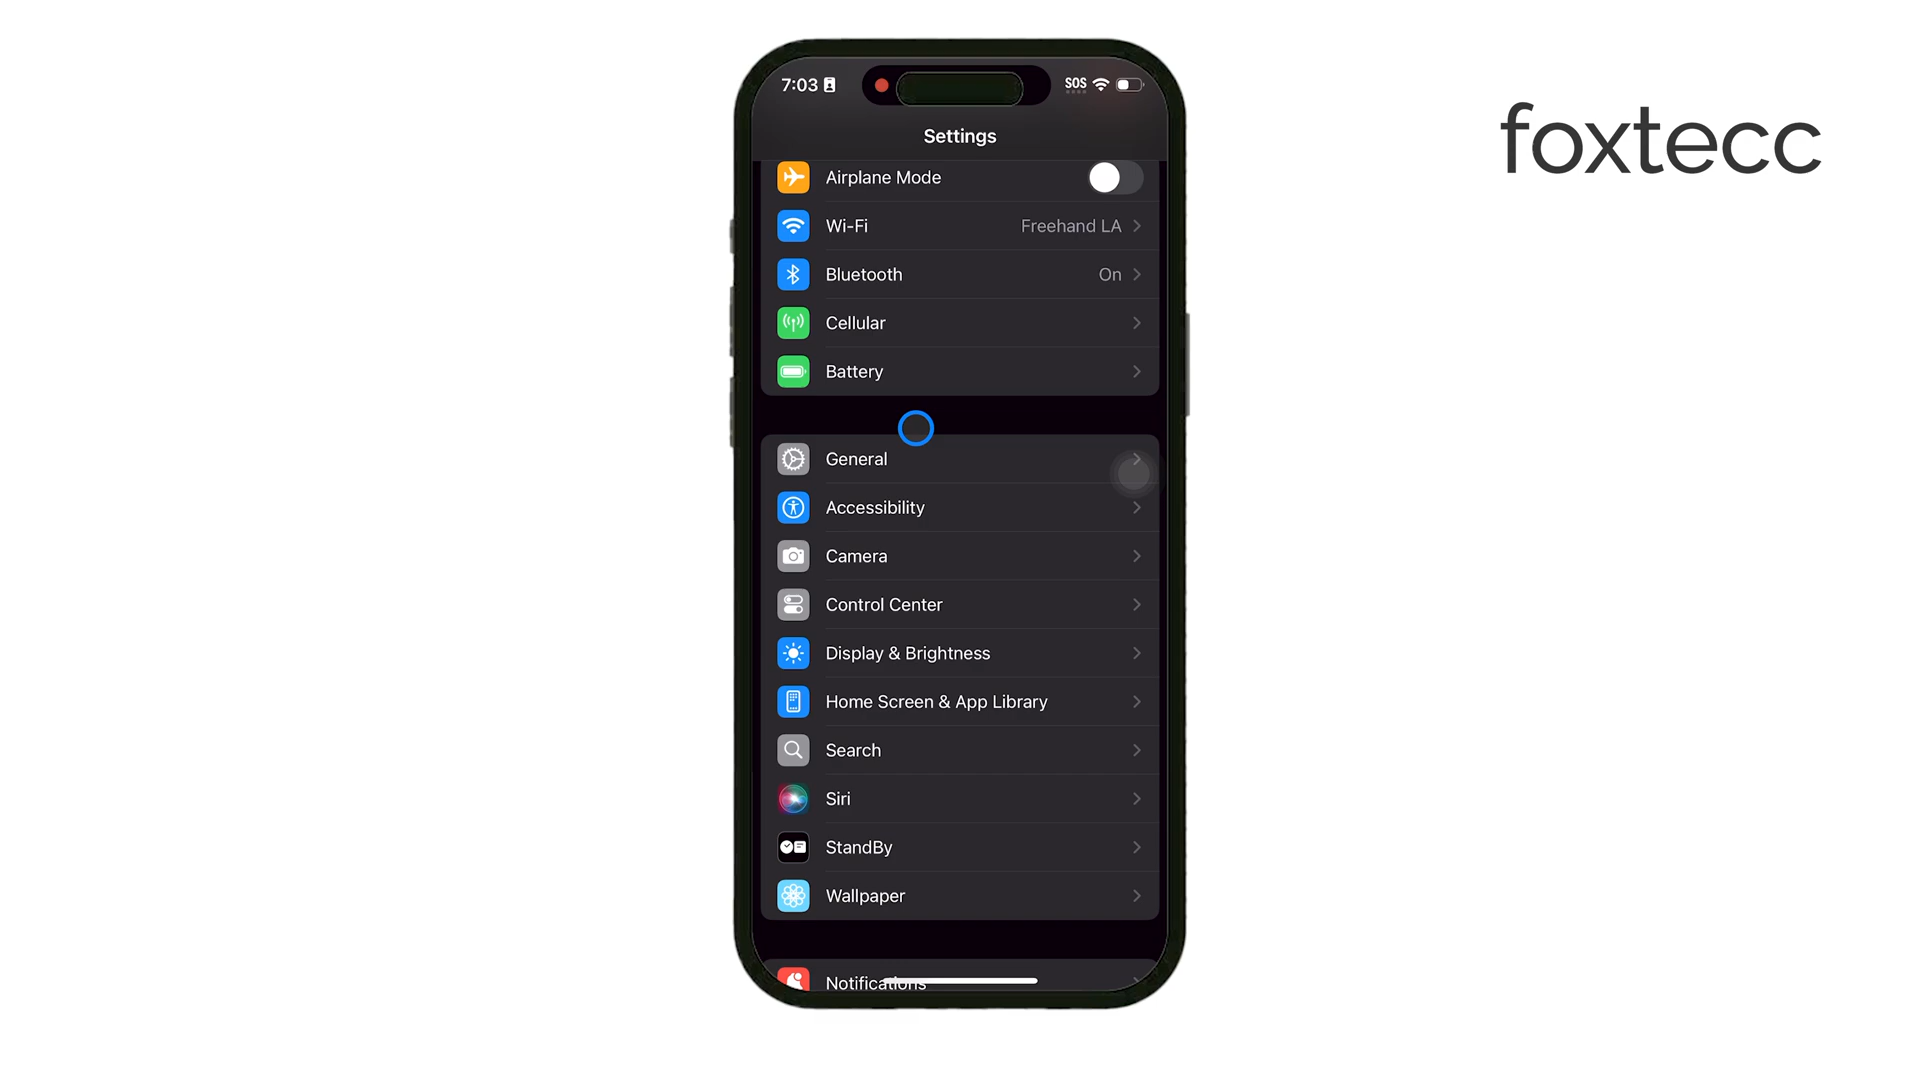 foxtecc
7:03
SOS
Settings
Airplane Mode
Wi-Fi Freehand LA
Bluetooth On
Cellular
Battery
General
Accessibility
Camera
Control Center
Display & Brightness
Home Screen & App Library
Search
Siri
StandBy
Wallpaper
Notifications